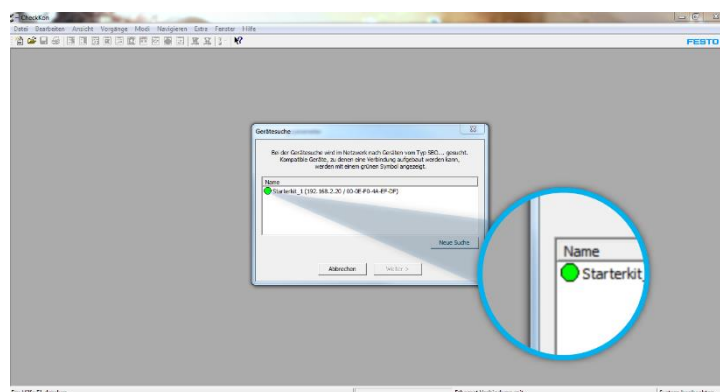 CheckKon
Datei Bearbeiten Ansicht Vorgänge Modi Navigieren Extra Fenster Hilfe
FESTO
Gerätesuche
Bei der Gerätesuche wird im Netzwerk nach Geräten vom Typ SBO... gesucht.
Kompatible Geräte, zu denen eine Verbindung aufgebaut werden kann,
werden mit einem grünen Symbol angezeigt.
Name
Starterkit_1 (192.168.2.20 / 00-0E-F0-4A-EF-DF)
Neue Suche
Abbrechen Weiter >
Name
Starterkit_